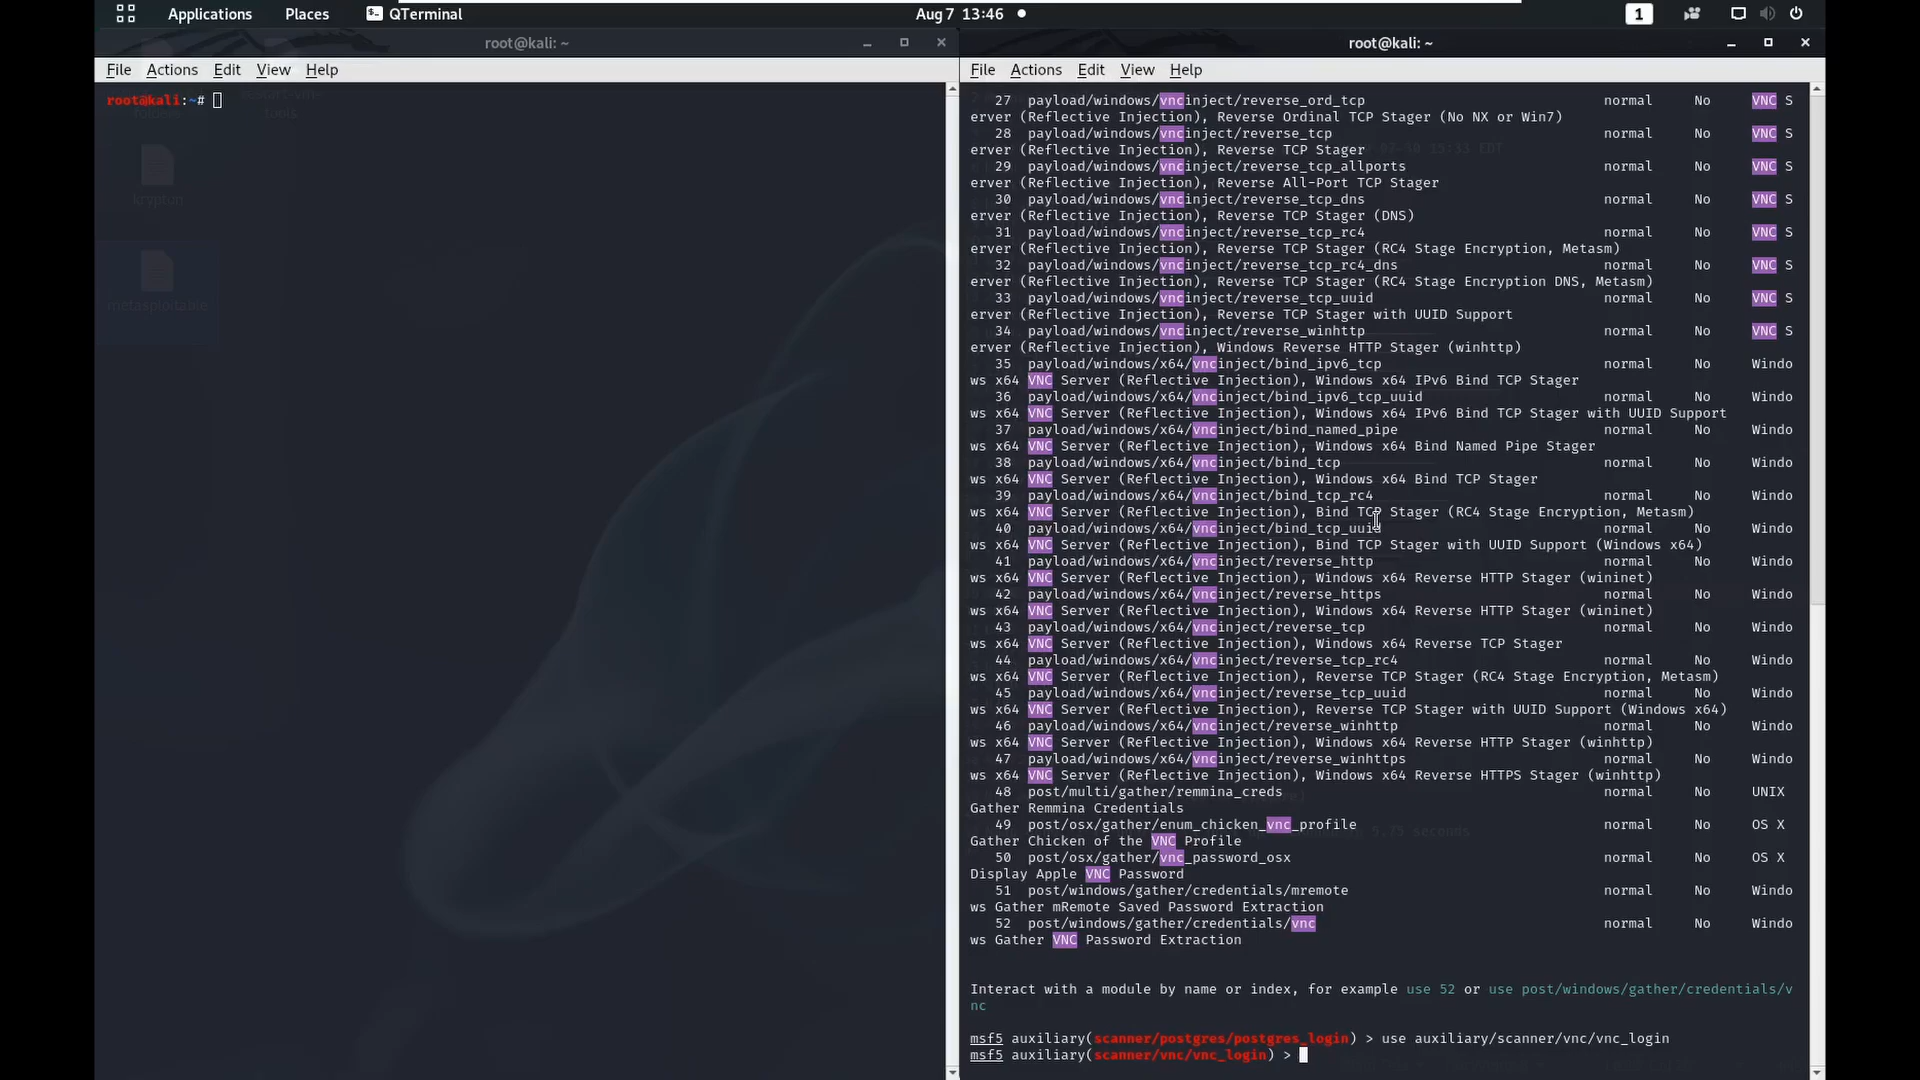 Applications Places QTerminal Aug 7 13:46 1
root@kali: ~
File Actions Edit View Help
root@kali:~#
krypton
metasploitable
root@kali: ~
File Actions Edit View Help
27 payload/windows/vncinject/reverse_ord_tcp normal No VNC S
erver (Reflective Injection), Reverse Ordinal TCP Stager (No NX or Win7)
28 payload/windows/vncinject/reverse_tcp normal No VNC S
erver (Reflective Injection), Reverse TCP Stager
29 payload/windows/vncinject/reverse_tcp_allports normal No VNC S
erver (Reflective Injection), Reverse All-Port TCP Stager
30 payload/windows/vncinject/reverse_tcp_dns normal No VNC S
erver (Reflective Injection), Reverse TCP Stager (DNS)
31 payload/windows/vncinject/reverse_tcp_rc4 normal No VNC S
erver (Reflective Injection), Reverse TCP Stager (RC4 Stage Encryption, Metasm)
32 payload/windows/vncinject/reverse_tcp_rc4_dns normal No VNC S
erver (Reflective Injection), Reverse TCP Stager (RC4 Stage Encryption DNS, Metasm)
33 payload/windows/vncinject/reverse_tcp_uuid normal No VNC S
erver (Reflective Injection), Reverse TCP Stager with UUID Support
34 payload/windows/vncinject/reverse_winhttp normal No VNC S
erver (Reflective Injection), Windows Reverse HTTP Stager (winhttp)
35 payload/windows/x64/vncinject/bind_ipv6_tcp normal No Windo
ws x64 VNC Server (Reflective Injection), Windows x64 IPv6 Bind TCP Stager
36 payload/windows/x64/vncinject/bind_ipv6_tcp_uuid normal No Windo
ws x64 VNC Server (Reflective Injection), Windows x64 IPv6 Bind TCP Stager with UUID Support
37 payload/windows/x64/vncinject/bind_named_pipe normal No Windo
ws x64 VNC Server (Reflective Injection), Windows x64 Bind Named Pipe Stager
38 payload/windows/x64/vncinject/bind_tcp normal No Windo
ws x64 VNC Server (Reflective Injection), Windows x64 Bind TCP Stager
39 payload/windows/x64/vncinject/bind_tcp_rc4 normal No Windo
ws x64 VNC Server (Reflective Injection), Bind TCP Stager (RC4 Stage Encryption, Metasm)
40 payload/windows/x64/vncinject/bind_tcp_uuid normal No Windo
ws x64 VNC Server (Reflective Injection), Bind TCP Stager with UUID Support (Windows x64)
41 payload/windows/x64/vncinject/reverse_http normal No Windo
ws x64 VNC Server (Reflective Injection), Windows x64 Reverse HTTP Stager (wininet)
42 payload/windows/x64/vncinject/reverse_https normal No Windo
ws x64 VNC Server (Reflective Injection), Windows x64 Reverse HTTP Stager (wininet)
43 payload/windows/x64/vncinject/reverse_tcp normal No Windo
ws x64 VNC Server (Reflective Injection), Windows x64 Reverse TCP Stager
44 payload/windows/x64/vncinject/reverse_tcp_rc4 normal No Windo
ws x64 VNC Server (Reflective Injection), Reverse TCP Stager (RC4 Stage Encryption, Metasm)
45 payload/windows/x64/vncinject/reverse_tcp_uuid normal No Windo
ws x64 VNC Server (Reflective Injection), Reverse TCP Stager with UUID Support (Windows x64)
46 payload/windows/x64/vncinject/reverse_winhttp normal No Windo
ws x64 VNC Server (Reflective Injection), Windows x64 Reverse HTTP Stager (winhttp)
47 payload/windows/x64/vncinject/reverse_winhttps normal No Windo
ws x64 VNC Server (Reflective Injection), Windows x64 Reverse HTTPS Stager (winhttp)
48 post/multi/gather/remmina_creds normal No UNIX
Gather Remmina Credentials
49 post/osx/gather/enum_chicken_vnc_profile normal No OS X
Gather Chicken of the VNC Profile
50 post/osx/gather/vnc_password_osx normal No OS X
Display Apple VNC Password
51 post/windows/gather/credentials/mremote normal No Windo
ws Gather mRemote Saved Password Extraction
52 post/windows/gather/credentials/vnc normal No Windo
ws Gather VNC Password Extraction
Interact with a module by name or index, for example use 52 or use post/windows/gather/credentials/v
nc
msf5 auxiliary(scanner/postgres/postgres_login) > use auxiliary/scanner/vnc/vnc_login
msf5 auxiliary(scanner/vnc/vnc_login) >